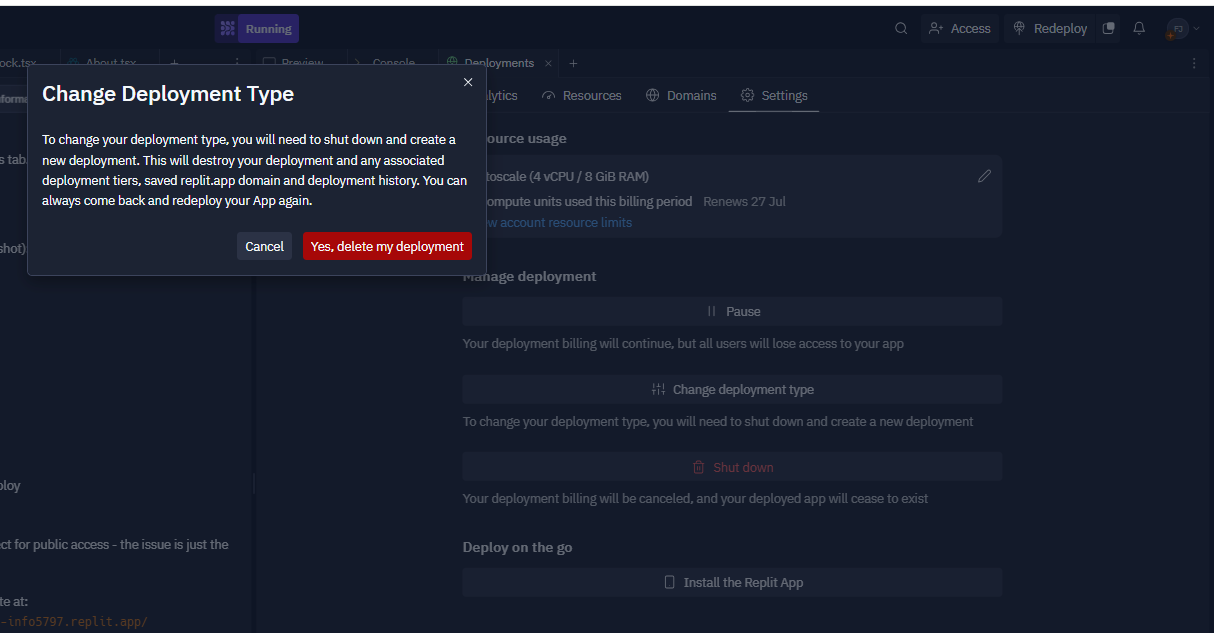 Running
Access
Redeploy
FJ
ock.tsx
About.tsx
Preview
Console
Deployments
lytics
Resources
Domains
Settings
Change Deployment Type
To change your deployment type, you will need to shut down and create a
new deployment. This will destroy your deployment and any associated
deployment tiers, saved replit.app domain and deployment history. You can
always come back and redeploy your App again.
Cancel
Yes, delete my deployment
nforma
s tab.
shot)
ploy
ect for public access - the issue is just the
te at:
-info5797.replit.app/
ource usage
toscale (4 vCPU / 8 GiB RAM)
ompute units used this billing period Renews 27 Jul
w account resource limits
Manage deployment
Pause
Your deployment billing will continue, but all users will lose access to your app
Change deployment type
To change your deployment type, you will need to shut down and create a new deployment
Shut down
Your deployment billing will be canceled, and your deployed app will cease to exist
Deploy on the go
Install the Replit App